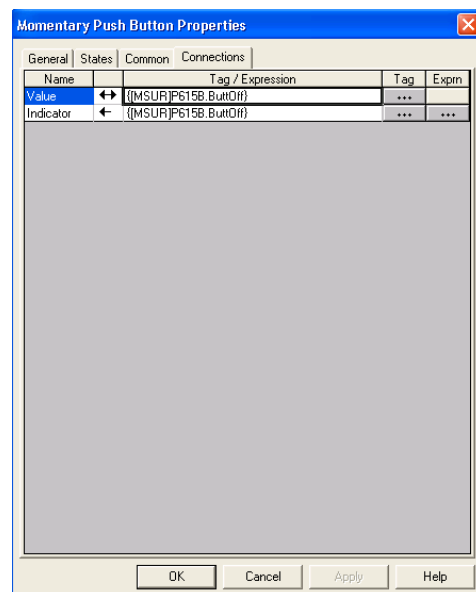 Momentary Push Button Properties
General States Common Connections
Name Tag / Expression Tag Exprn
Value ↔ {[MSUR]P615B.ButtOff} ...
Indicator ← {[MSUR]P615B.ButtOff} ... ...
OK Cancel Apply Help